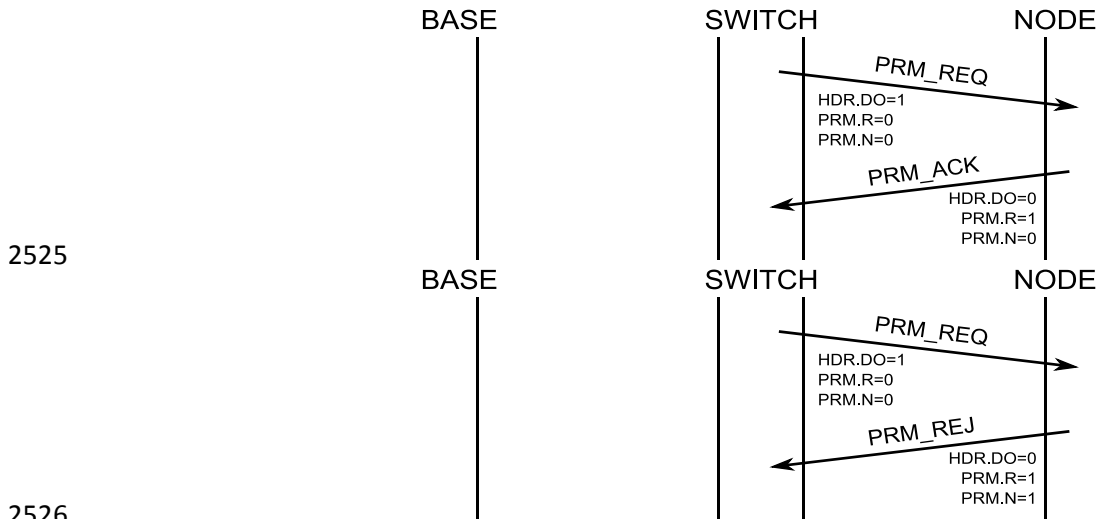 BASE SWITCH NODE
PRM_REQ
HDR.DO=1
PRM.R=0
PRM.N=0
PRM_ACK
HDR.DO=0
PRM.R=1
PRM.N=0
2525
BASE SWITCH NODE
PRM_REQ
HDR.DO=1
PRM.R=0
PRM.N=0
PRM_REJ
HDR.DO=0
PRM.R=1
PRM.N=1
2526